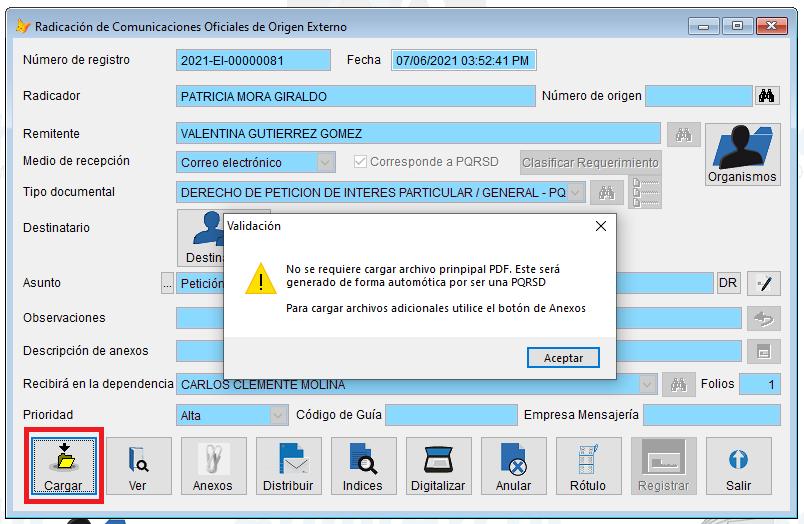 Radicación de Comunicaciones Oficiales de Origen Externo
Número de registro 2021-EI-00000081 Fecha 07/06/2021 03:52:41 PM
Radicador PATRICIA MORA GIRALDO Número de origen
Remitente VALENTINA GUTIERREZ GOMEZ
Medio de recepción Correo electrónico Corresponde a PQRSD Clasificar Requerimiento
Organismos
Tipo documental DERECHO DE PETICION DE INTERES PARTICULAR / GENERAL - PQ
Destinatario
Destin
Validación
No se requiere cargar archivo prinpipal PDF. Este será
generado de forma automótica por ser una PQRSD
Para cargar archivos adicionales utilice el botón de Anexos
Aceptar
Asunto ... Petición DR
Observaciones
Descripción de anexos
Recibirá en la dependencia CARLOS CLEMENTE MOLINA Folios 1
Prioridad Alta Código de Guía Empresa Mensajería
Cargar Ver Anexos Distribuir Indices Digitalizar Anular Rótulo Registrar Salir